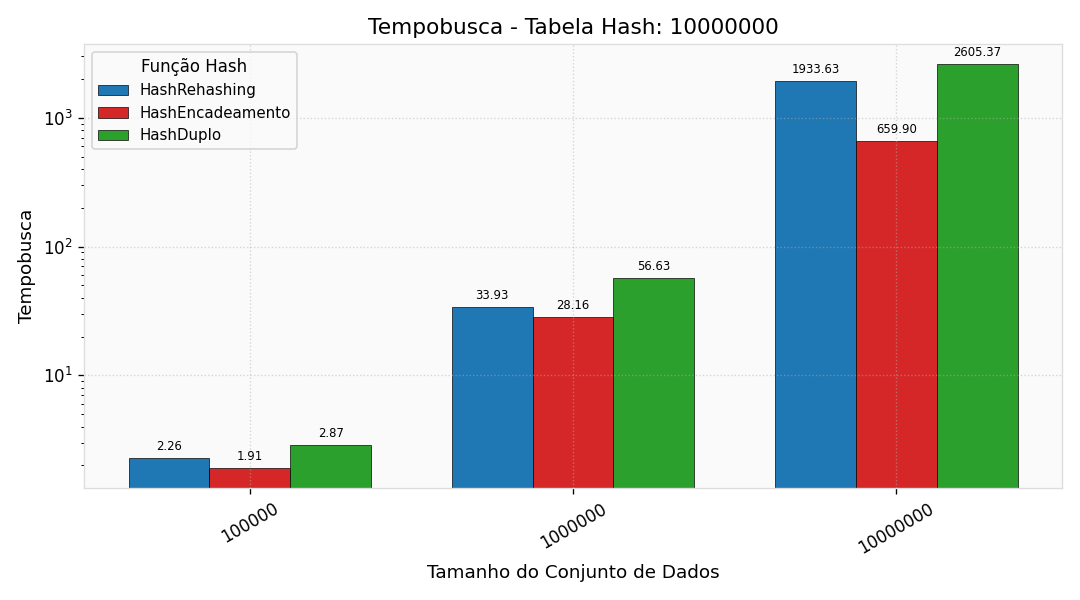 Tempobusca - Tabela Hash: 10000000
Função Hash
HashRehashing
HashEncadeamento
HashDuplo
Tempobusca
10³
10²
10¹
2.26
1.91
2.87
33.93
28.16
56.63
1933.63
659.90
2605.37
100000
1000000
10000000
Tamanho do Conjunto de Dados